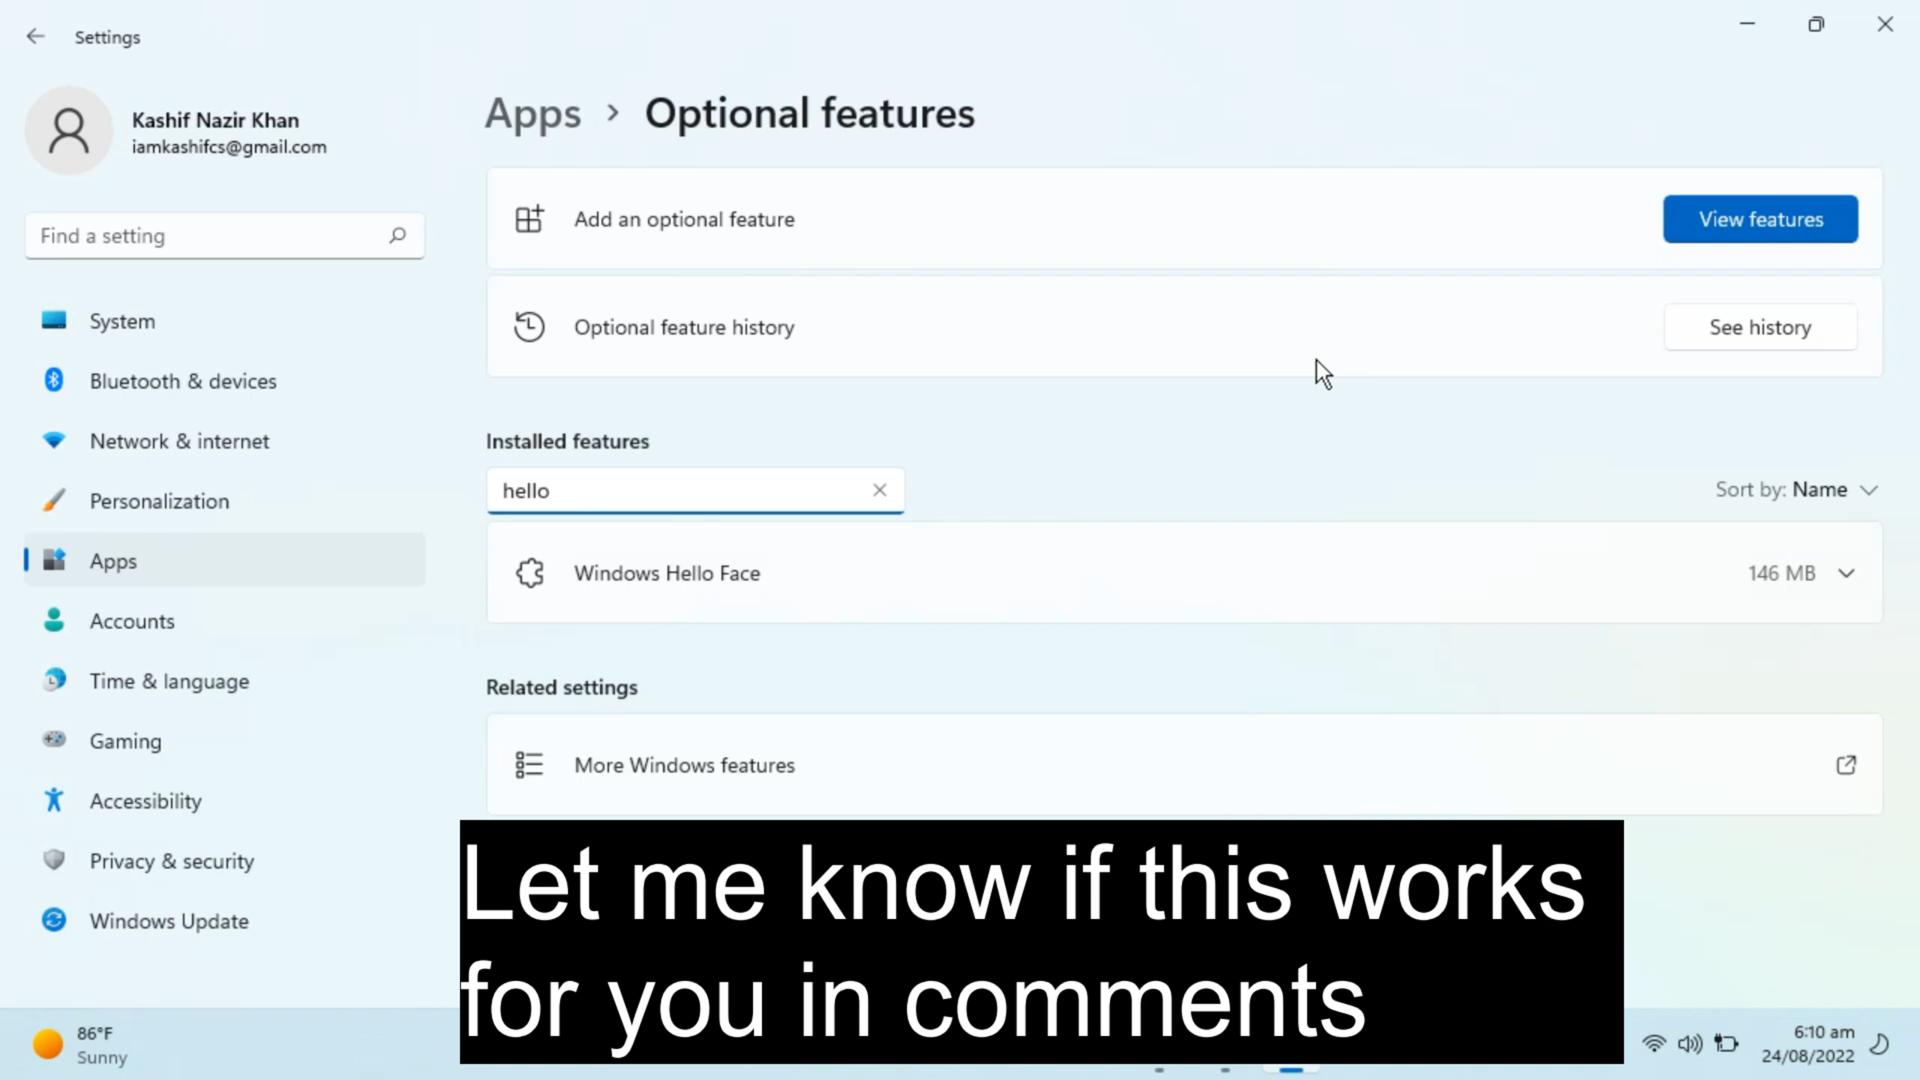 Settings
Kashif Nazir Khan
iamkashifcs@gmail.com
Find a setting
System
Bluetooth & devices
Network & internet
Personalization
Apps
Accounts
Time & language
Gaming
Accessibility
Privacy & security
Windows Update
Apps > Optional features
Add an optional feature
View features
Optional feature history
See history
Installed features
hello
Sort by: Name
Windows Hello Face
146 MB
Related settings
More Windows features
Let me know if this works
for you in comments
86°F
Sunny
6:10 am
24/08/2022